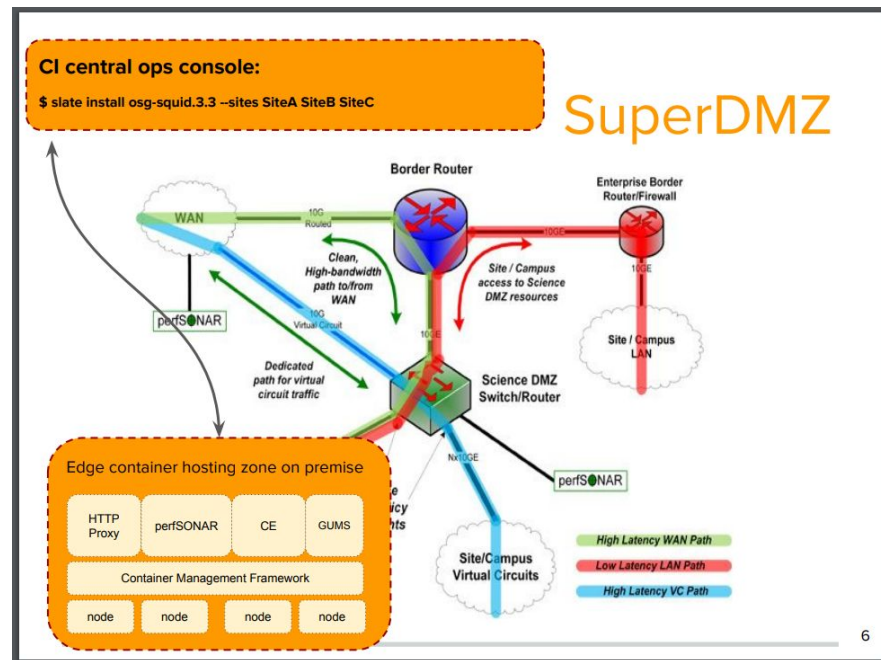 CI central ops console:
$ slate install osg-squid.3.3 --sites SiteA SiteB SiteC
SuperDMZ
Border Router
Enterprise Border
Router/Firewall
WAN
10G
Routed
10GE
10GE
Clean,
High-bandwidth
path to/from
WAN
Site / Campus
access to Science
DMZ resources
perfSONAR
10G
Virtual Circuit
10GE
Site / Campus
LAN
Dedicated
path for virtual
circuit traffic
Science DMZ
Switch/Router
Nx10GE
perfSONAR
Edge container hosting zone on premise
HTTP
Proxy
perfSONAR
CE
GUMS
Container Management Framework
node
node
node
node
Site/Campus
Virtual Circuits
High Latency WAN Path
Low Latency LAN Path
High Latency VC Path
6